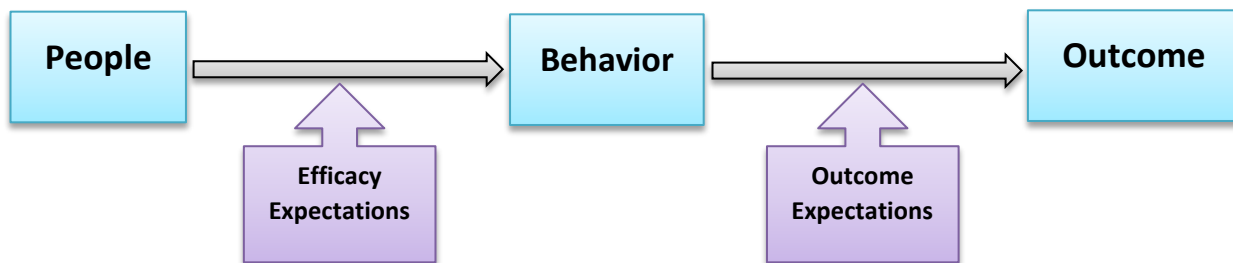 People
Behavior
Outcome
Efficacy
Expectations
Outcome
Expectations